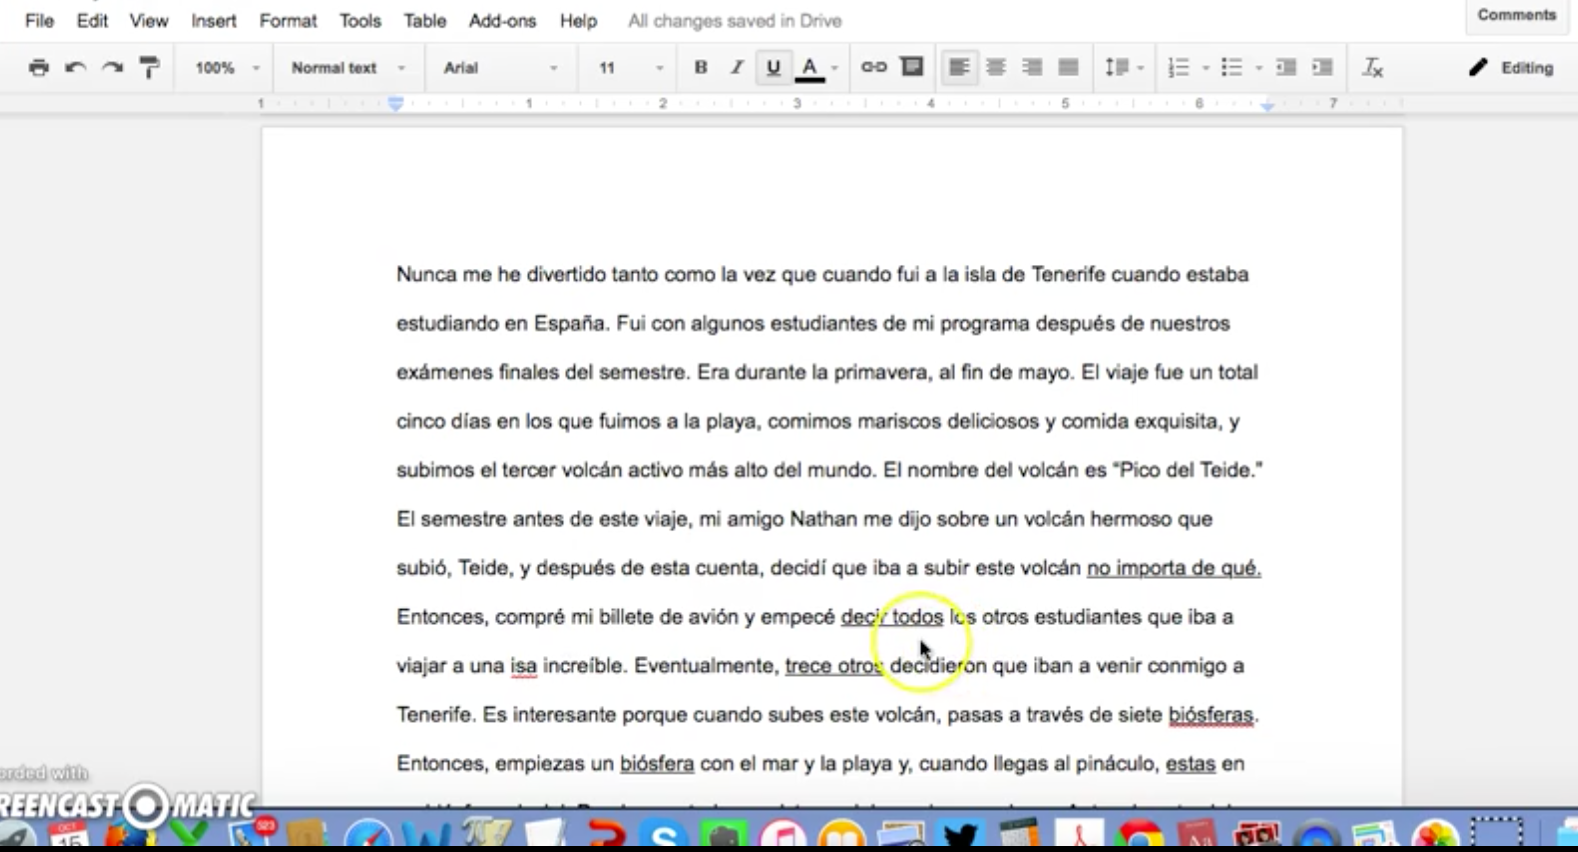 File Edit View Insert Format Tools Table Add-ons Help All changes saved in Drive Comments
100% Normal text Arial 11 B I U A Editing
1 1 2 3 4 5 6 7
Nunca me he divertido tanto como la vez que cuando fui a la isla de Tenerife cuando estaba
estudiando en España. Fui con algunos estudiantes de mi programa después de nuestros
exámenes finales del semestre. Era durante la primavera, al fin de mayo. El viaje fue un total
cinco días en los que fuimos a la playa, comimos mariscos deliciosos y comida exquisita, y
subimos el tercer volcán activo más alto del mundo. El nombre del volcán es “Pico del Teide.”
El semestre antes de este viaje, mi amigo Nathan me dijo sobre un volcán hermoso que
subió, Teide, y después de esta cuenta, decidí que iba a subir este volcán no importa de qué.
Entonces, compré mi billete de avión y empecé decir todos los otros estudiantes que iba a
viajar a una isa increíble. Eventualmente, trece otros decidieron que iban a venir conmigo a
Tenerife. Es interesante porque cuando subes este volcán, pasas a través de siete biósferas.
Entonces, empiezas un biósfera con el mar y la playa y, cuando llegas al pináculo, estas en
orded with
REENCAST MATIC
OCT
15
523